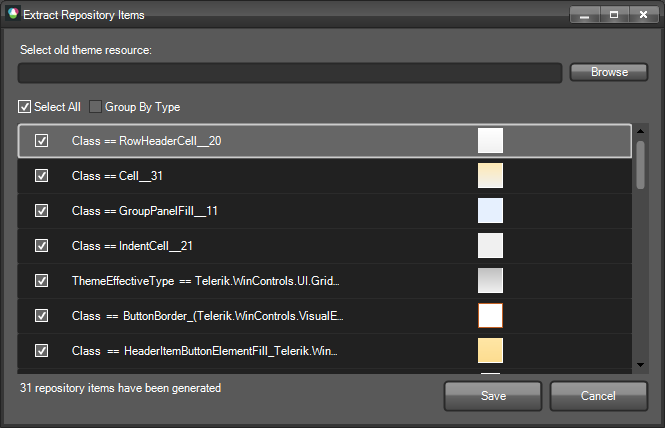 Extract Repository Items
Select old theme resource:
Browse
Select All Group By Type
Class == RowHeaderCell__20
Class == Cell__31
Class == GroupPanelFill__11
Class == IndentCell__21
ThemeEffectiveType == Telerik.WinControls.UI.Grid...
Class == ButtonBorder_(Telerik.WinControls.VisualE...
Class == HeaderItemButtonElementFill_Telerik.Win...
31 repository items have been generated
Save Cancel